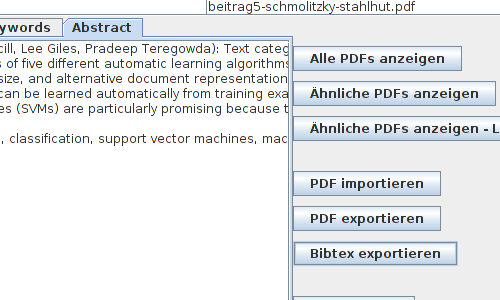 beitrag5-schmolitzky-stahlhut.pdf
eywords Abstract
cill, Lee Giles, Pradeep Teregowda): Text categ
s of five different automatic learning algorithms
size, and alternative document representation
can be learned automatically from training exa
es (SVMs) are particularly promising because t
, classification, support vector machines, mac
Alle PDFs anzeigen
Ähnliche PDFs anzeigen
Ähnliche PDFs anzeigen - L
PDF importieren
PDF exportieren
Bibtex exportieren